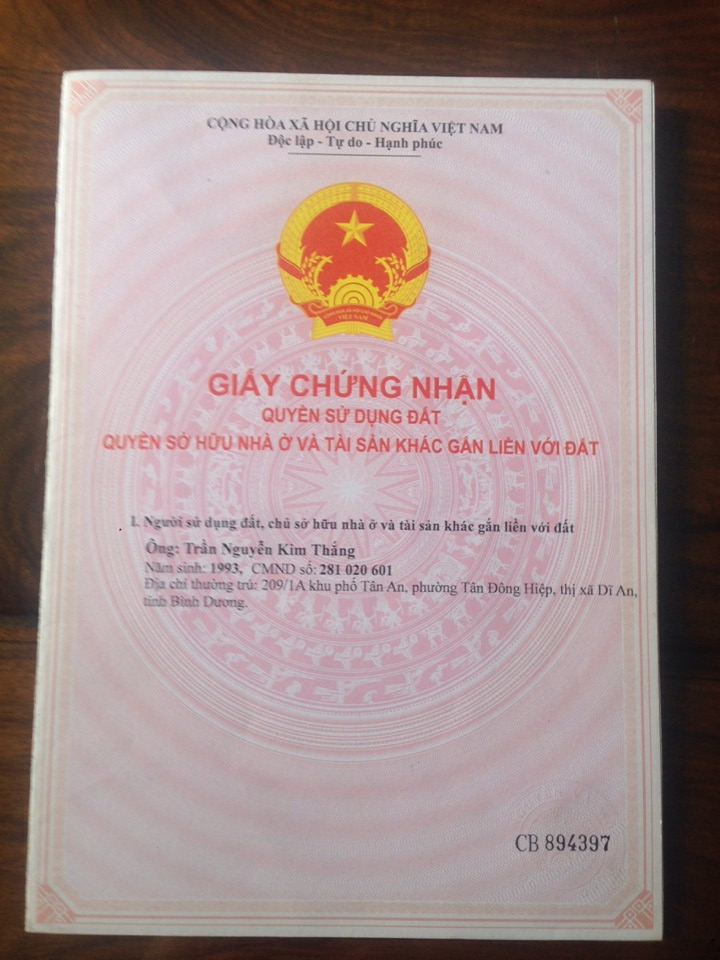 CỘNG HÒA XÃ HỘI CHỦ NGHĨA VIỆT NAM
Độc lập - Tự do - Hạnh phúc
VIỆT NAM
GIẤY CHỨNG NHẬN
QUYỀN SỬ DỤNG ĐẤT
QUYỀN SỞ HỮU NHÀ Ở VÀ TÀI SẢN KHÁC GẮN LIỀN VỚI ĐẤT
I. Người sử dụng đất, chủ sở hữu nhà ở và tài sản khác gắn liền với đất
Ông: Trần Nguyễn Kim Thắng
Năm sinh: 1993, CMND số: 281 020 601
Địa chỉ thường trú: 209/1A khu phố Tân An, phường Tân Đông Hiệp, thị xã Dĩ An,
tỉnh Bình Dương.
CB 894397